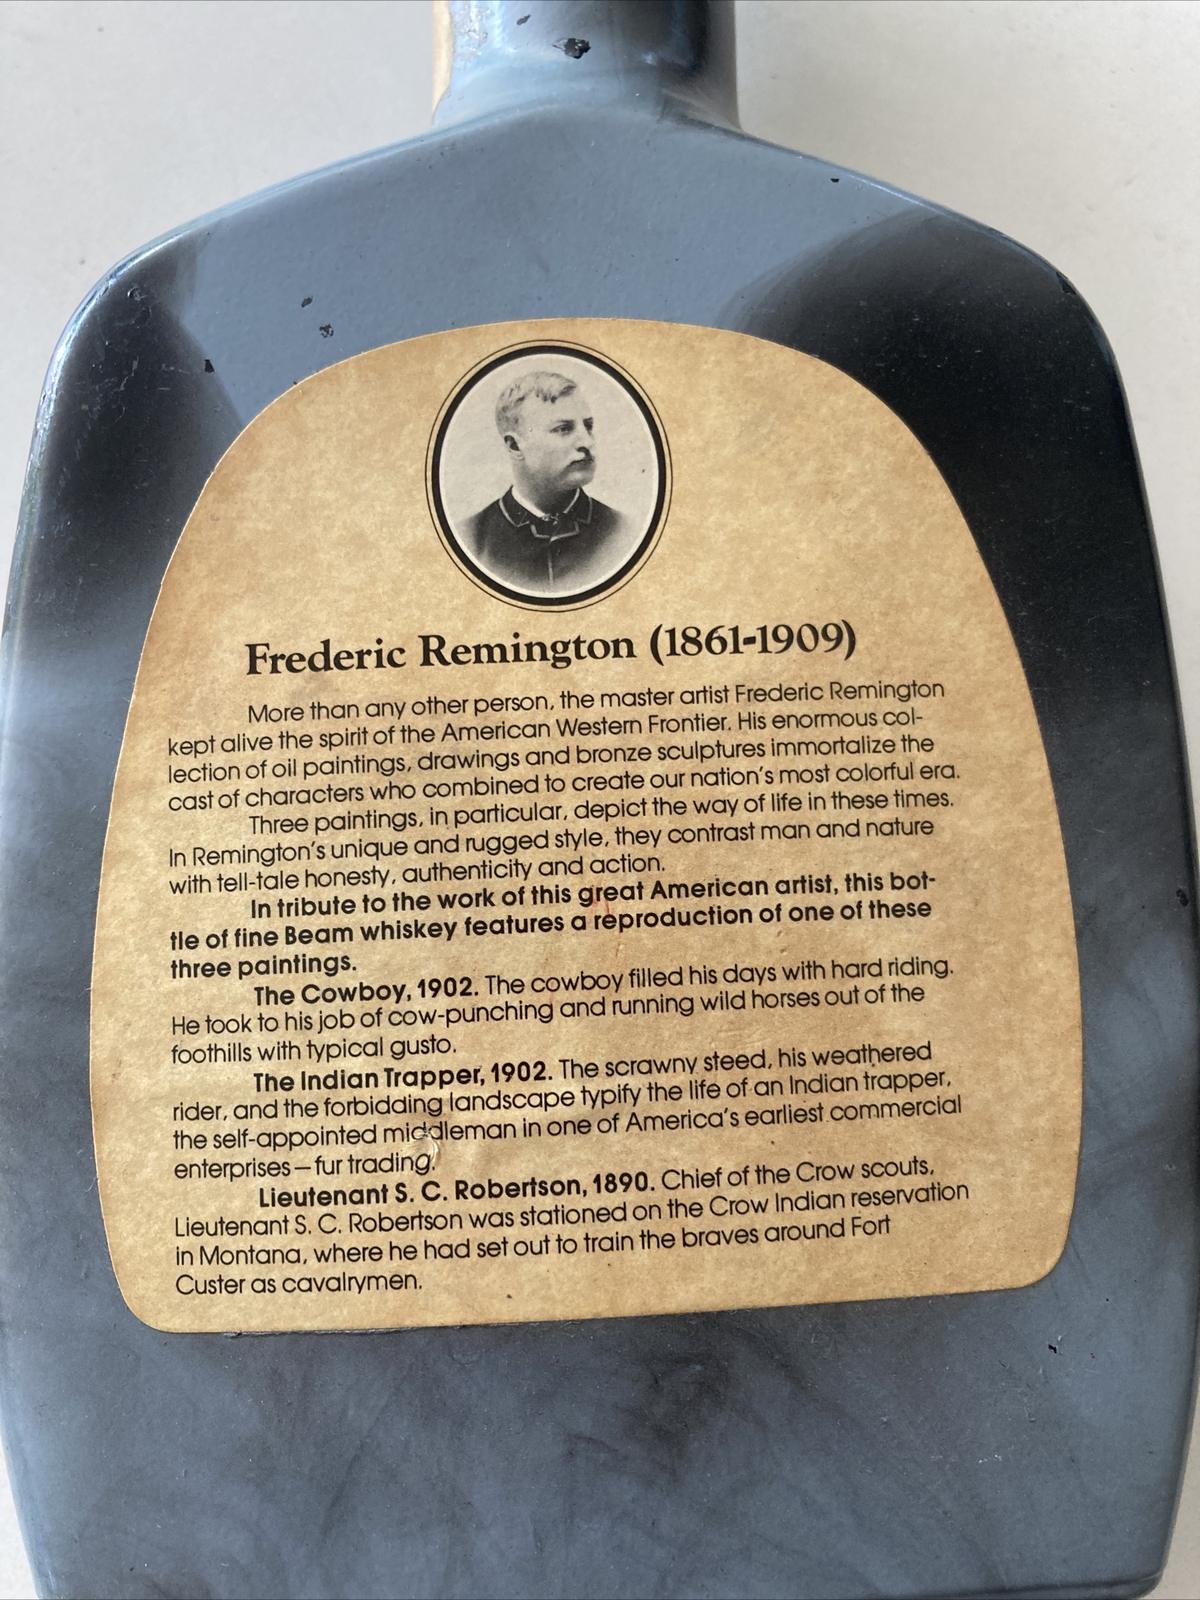 Frederic Remington (1861-1909)
More than any other person, the master artist Frederic Remington
kept alive the spirit of the American Western Frontier. His enormous col-
lection of oil paintings, drawings and bronze sculptures immortalize the
cast of characters who combined to create our nation's most colorful era.
Three paintings, in particular, depict the way of life in these times.
In Remington's unique and rugged style, they contrast man and nature
with tell-tale honesty, authenticity and action.
In tribute to the work of this great American artist, this bot-
tle of fine Beam whiskey features a reproduction of one of these
three paintings.
The Cowboy, 1902. The cowboy filled his days with hard riding.
He took to his job of cow-punching and running wild horses out of the
foothills with typical gusto.
The Indian Trapper, 1902. The scrawny steed, his weathered
rider, and the forbidding landscape typify the life of an Indian trapper,
the self-appointed middleman in one of America's earliest commercial
enterprises—fur trading.
Lieutenant S. C. Robertson, 1890. Chief of the Crow scouts,
Lieutenant S. C. Robertson was stationed on the Crow Indian reservation
in Montana, where he had set out to train the braves around Fort
Custer as cavalrymen.